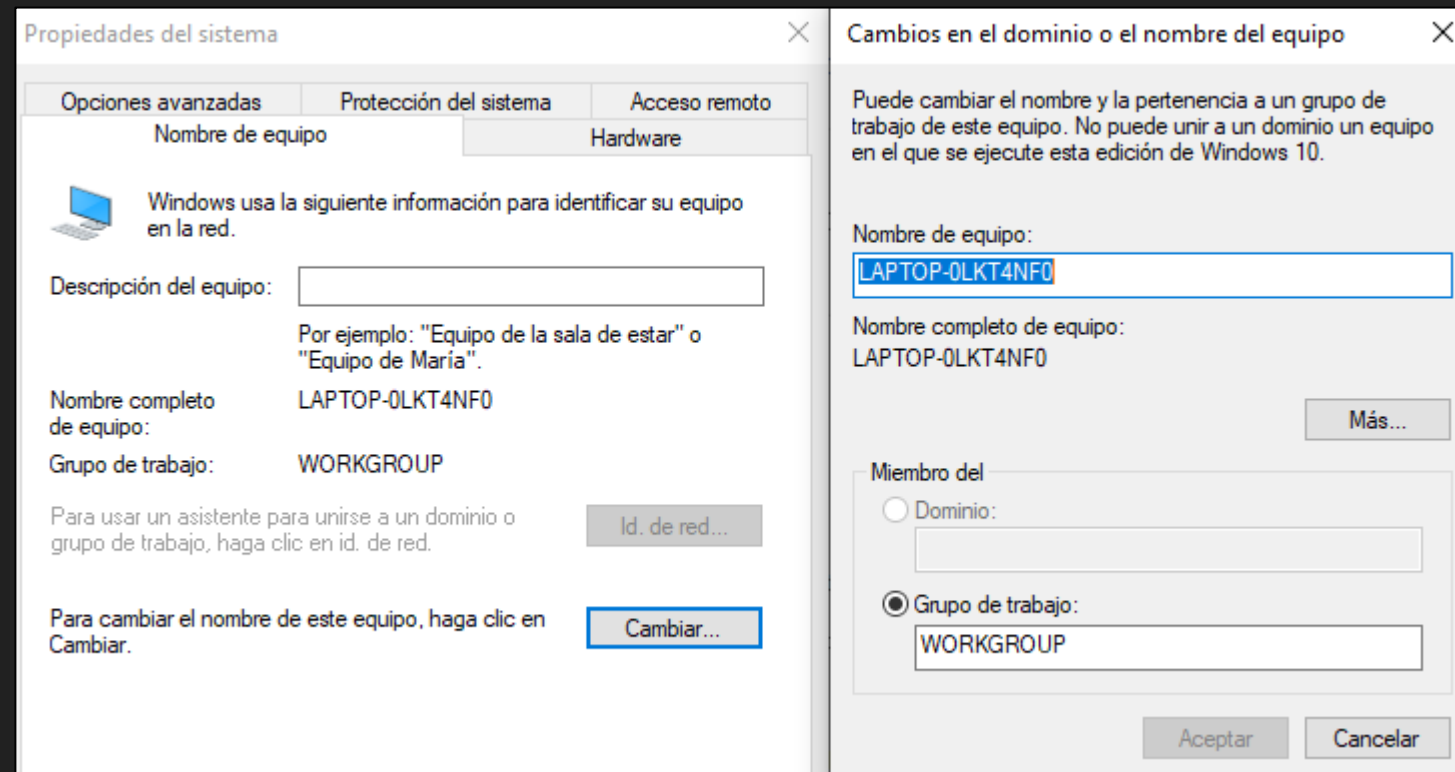 Propiedades del sistema
Opciones avanzadas
Protección del sistema
Acceso remoto
Nombre de equipo
Hardware
Windows usa la siguiente información para identificar su equipo
en la red.
Descripción del equipo:
Por ejemplo: "Equipo de la sala de estar" o
"Equipo de María".
Nombre completo
de equipo:
LAPTOP-0LKT4NF0
Grupo de trabajo:
WORKGROUP
Para usar un asistente para unirse a un dominio o
grupo de trabajo, haga clic en id. de red.
Id. de red...
Para cambiar el nombre de este equipo, haga clic en
Cambiar.
Cambiar...
Cambios en el dominio o el nombre del equipo
Puede cambiar el nombre y la pertenencia a un grupo de
trabajo de este equipo. No puede unir a un dominio un equipo
en el que se ejecute esta edición de Windows 10.
Nombre de equipo:
LAPTOP-0LKT4NF0
Nombre completo de equipo:
LAPTOP-0LKT4NF0
Más...
Miembro del
Dominio:
Grupo de trabajo:
WORKGROUP
Aceptar
Cancelar